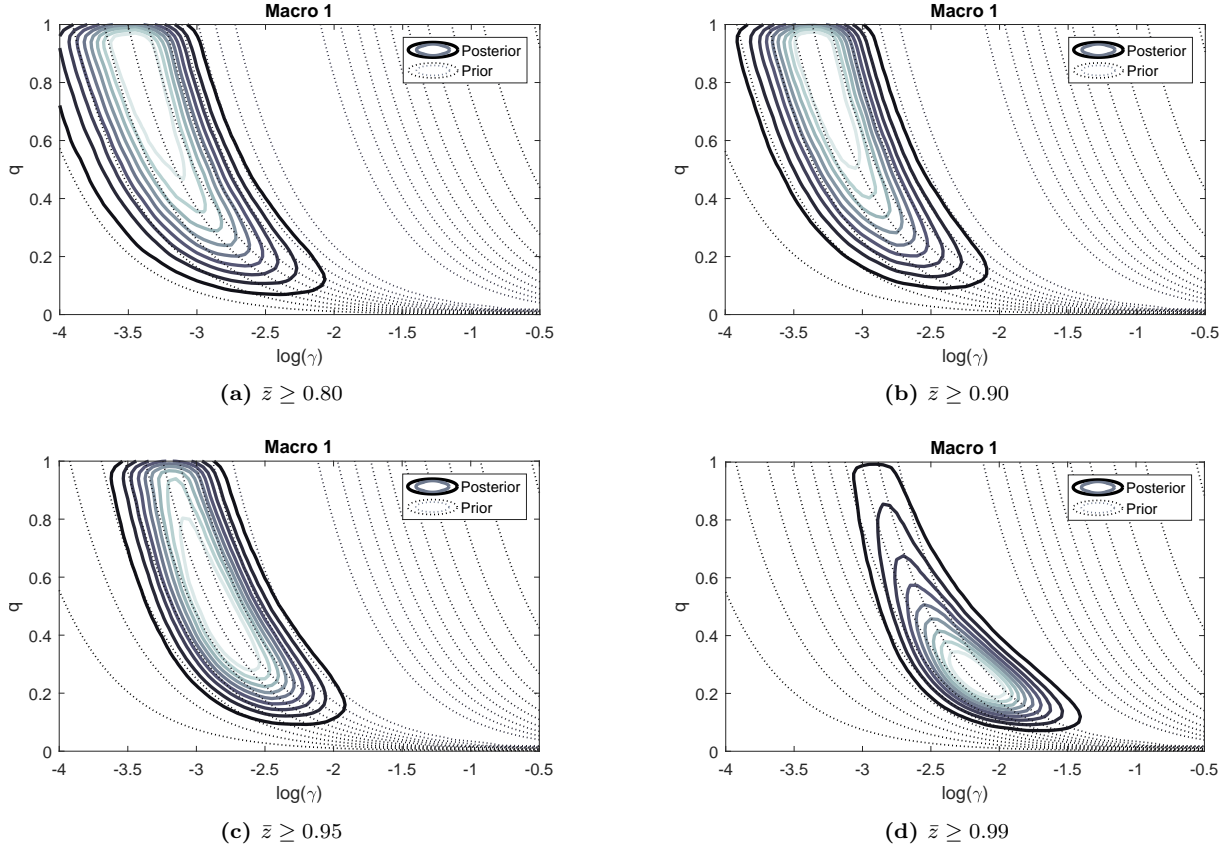 Macro 1
1
0.8
0.6
0.4
0.2
0
q
-4 -3.5 -3 -2.5 -2 -1.5 -1 -0.5
log(γ)
Posterior
Prior
(a) z̄ ≥ 0.80
Macro 1
1
0.8
0.6
0.4
0.2
0
q
-4 -3.5 -3 -2.5 -2 -1.5 -1 -0.5
log(γ)
Posterior
Prior
(b) z̄ ≥ 0.90
Macro 1
1
0.8
0.6
0.4
0.2
0
q
-4 -3.5 -3 -2.5 -2 -1.5 -1 -0.5
log(γ)
Posterior
Prior
(c) z̄ ≥ 0.95
Macro 1
1
0.8
0.6
0.4
0.2
0
q
-4 -3.5 -3 -2.5 -2 -1.5 -1 -0.5
log(γ)
Posterior
Prior
(d) z̄ ≥ 0.99